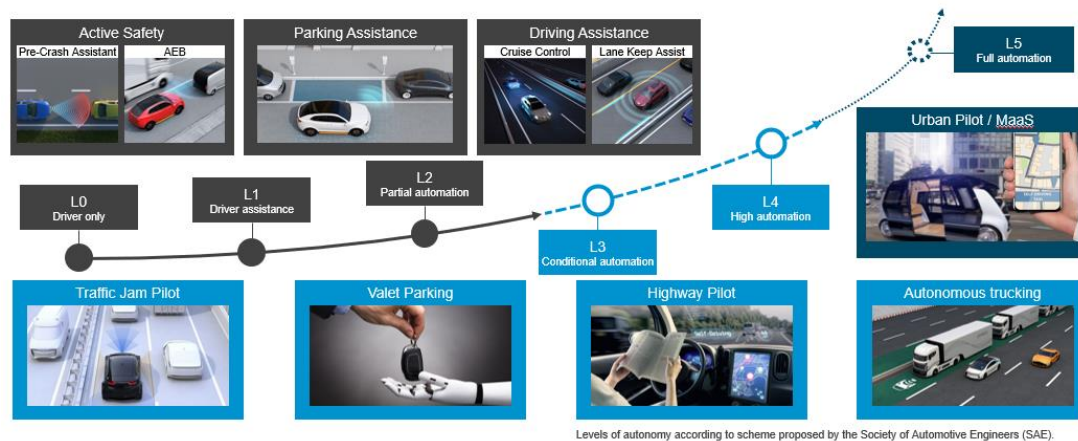 Active Safety
Pre-Crash Assistant
AEB
Parking Assistance
Driving Assistance
Cruise Control
Lane Keep Assist
L5
Full automation
Urban Pilot / MaaS
L0
Driver only
L1
Driver assistance
L2
Partial automation
L3
Conditional automation
L4
High automation
Traffic Jam Pilot
Valet Parking
Highway Pilot
Autonomous trucking
Levels of autonomy according to scheme proposed by the Society of Automotive Engineers (SAE).